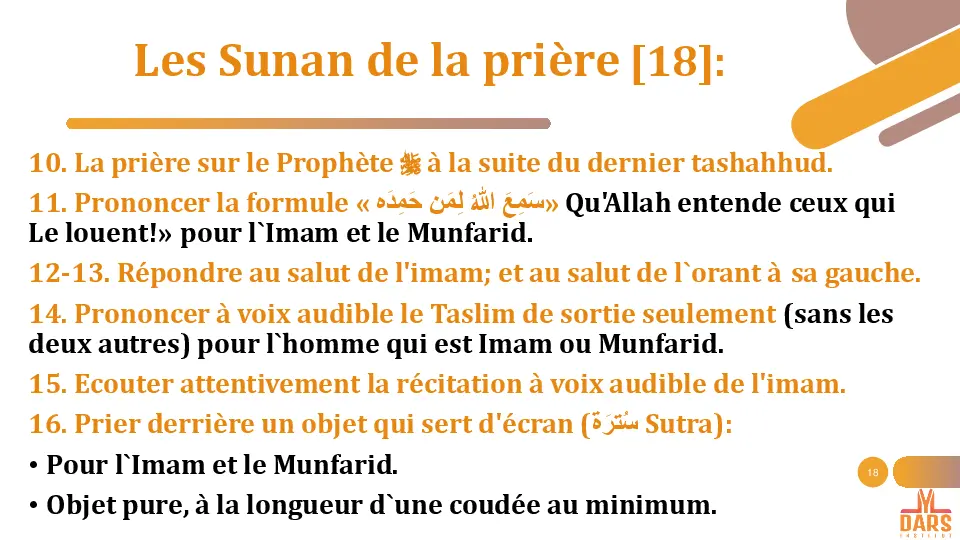 Les Sunan de la prière [18]:
10. La prière sur le Prophète ﷺ à la suite du dernier tashahhud.
11. Prononcer la formule « سَمِعَ اللهُ لِمَن حَمِدَه» Qu'Allah entende ceux qui
Le louent!» pour l`Imam et le Munfarid.
12-13. Répondre au salut de l'imam; et au salut de l`orant à sa gauche.
14. Prononcer à voix audible le Taslim de sortie seulement (sans les
deux autres) pour l`homme qui est Imam ou Munfarid.
15. Ecouter attentivement la récitation à voix audible de l'imam.
16. Prier derrière un objet qui sert d'écran (سُترَة Sutra):
• Pour l`Imam et le Munfarid.
• Objet pure, à la longueur d`une coudée au minimum.
18
DARS
INSTITUT